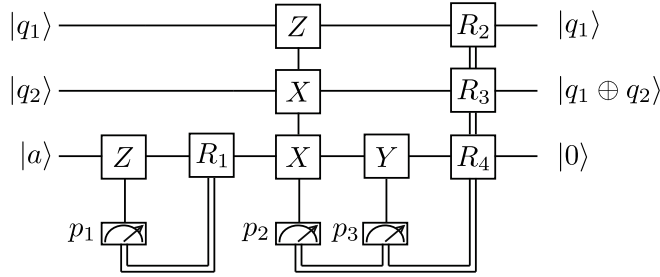 |q₁⟩ Z R₂ |q₁⟩
|q₂⟩ X R₃ |q₁ ⊕ q₂⟩
|a⟩ Z R₁ X Y R₄ |0⟩
p₁ p₂ p₃